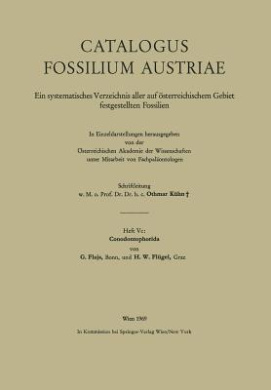 CATALOGUS
FOSSILIUM AUSTRIAE
Ein systematisches Verzeichnis aller auf österreichischem Gebiet
festgestellten Fossilien
In Einzeldarstellungen herausgegeben
von der
Österreichischen Akademie der Wissenschaften
unter Mitarbeit von Fachpaläontologen
Schriftleitung
w. M. o. Prof. Dr. Dr. h. c. Othmar Kühn †
Heft Vc:
Conodontophorida
von
G. Flajs, Bonn, und H. W. Flügel, Graz
Wien 1969
In Kommission bei Springer-Verlag Wien/New York